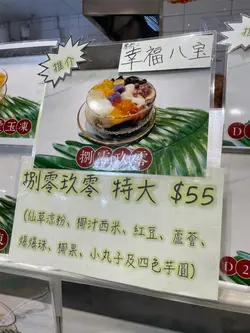 推介
幸福八宝
捌零玖零
捌零玖零 特大 $55
(仙草涼粉、椰汁西米、紅豆、蘆薈、
爆爆珠、椰果、小丸子及四色芋圓)